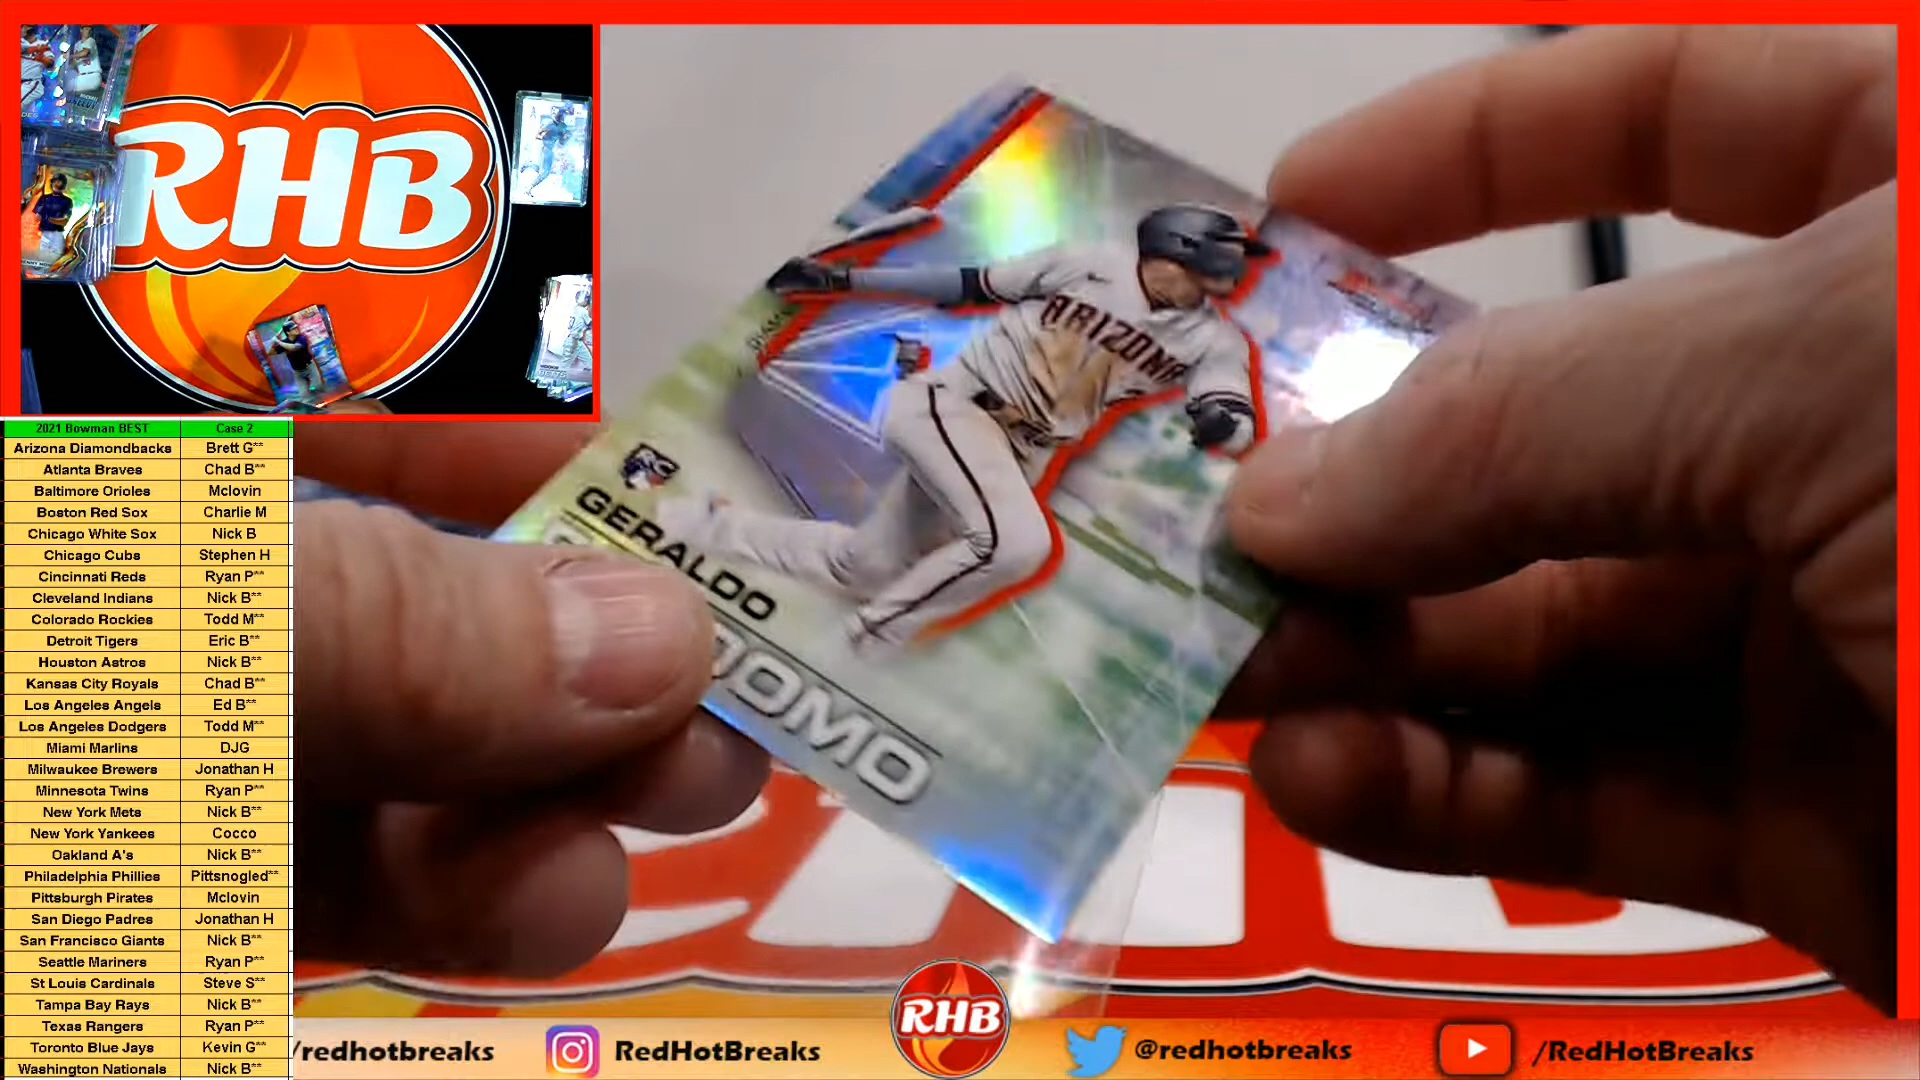 RHB
2021 Bowman BEST Case 2
Arizona Diamondbacks Brett G**
Atlanta Braves Chad B**
Baltimore Orioles Mclovin
Boston Red Sox Charlie M
Chicago White Sox Nick B
Chicago Cubs Stephen H
Cincinnati Reds Ryan P**
Cleveland Indians Nick B**
Colorado Rockies Todd M**
Detroit Tigers Eric B**
Houston Astros Nick B**
Kansas City Royals Chad B**
Los Angeles Angels Ed B**
Los Angeles Dodgers Todd M**
Miami Marlins DJG
Milwaukee Brewers Jonathan H
Minnesota Twins Ryan P**
New York Mets Nick B**
New York Yankees Cocco
Oakland A's Nick B**
Philadelphia Phillies Pittsnogled**
Pittsburgh Pirates Mclovin
San Diego Padres Jonathan H
San Francisco Giants Nick B**
Seattle Mariners Ryan P**
St Louis Cardinals Steve S**
Tampa Bay Rays Nick B**
Texas Rangers Ryan P**
Toronto Blue Jays Kevin G**
Washington Nationals Nick B**
ARIZONA
RC
GERALDO
DOMO
RHB
/redhotbreaks
RedHotBreaks
@redhotbreaks
/RedHotBreaks